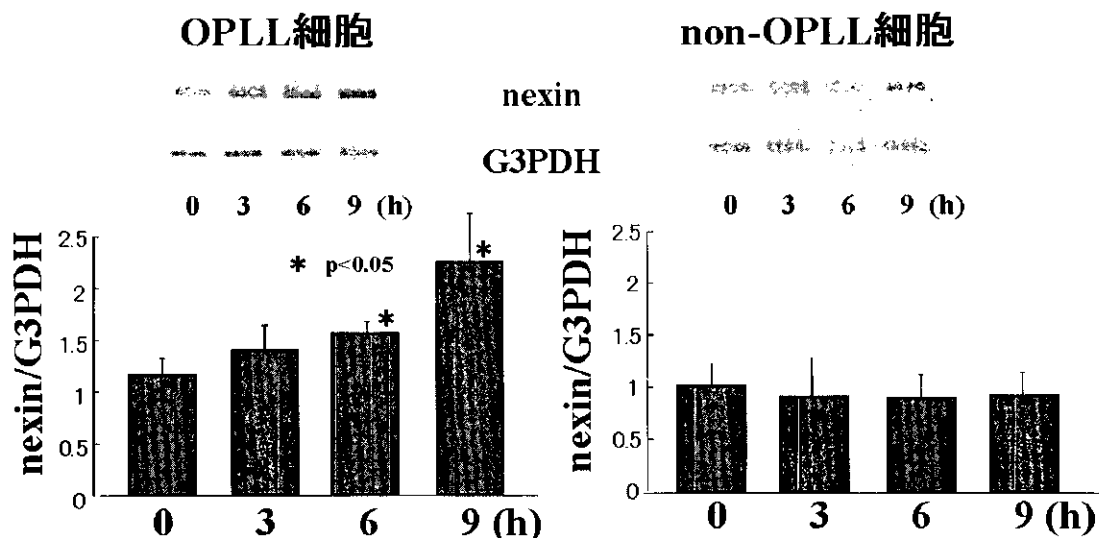 OPLL細胞
non-OPLL細胞
nexin
G3PDH
0 3 6 9 (h)
0 3 6 9 (h)
nexin/G3PDH
2.5
2
1.5
1
0.5
0
* p<0.05
*
*
0 3 6 9 (h)
nexin/G3PDH
2.5
2
1.5
1
0.5
0
0 3 6 9 (h)